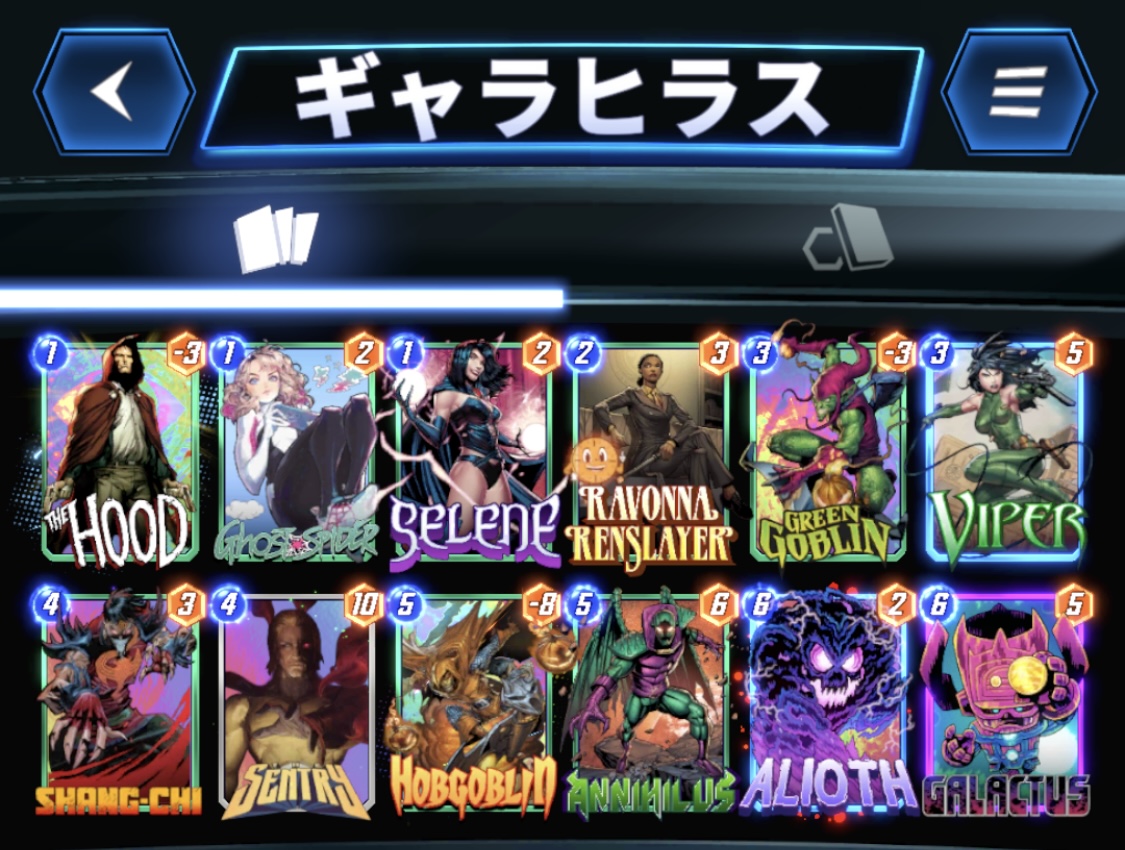 ギャラヒラス
1 -3 1 2 1 2 2 3 3 -3 3 5
THE HOOD GHOST-SPIDER SELENE RAVONNA RENSLAYER GREEN GOBLIN VIPER
4 3 4 10 5 -8 5 6 6 2 6 5
SHANG-CHI SENTRY HOBGOBLIN ANNIHILUS ALIOTH GALACTUS